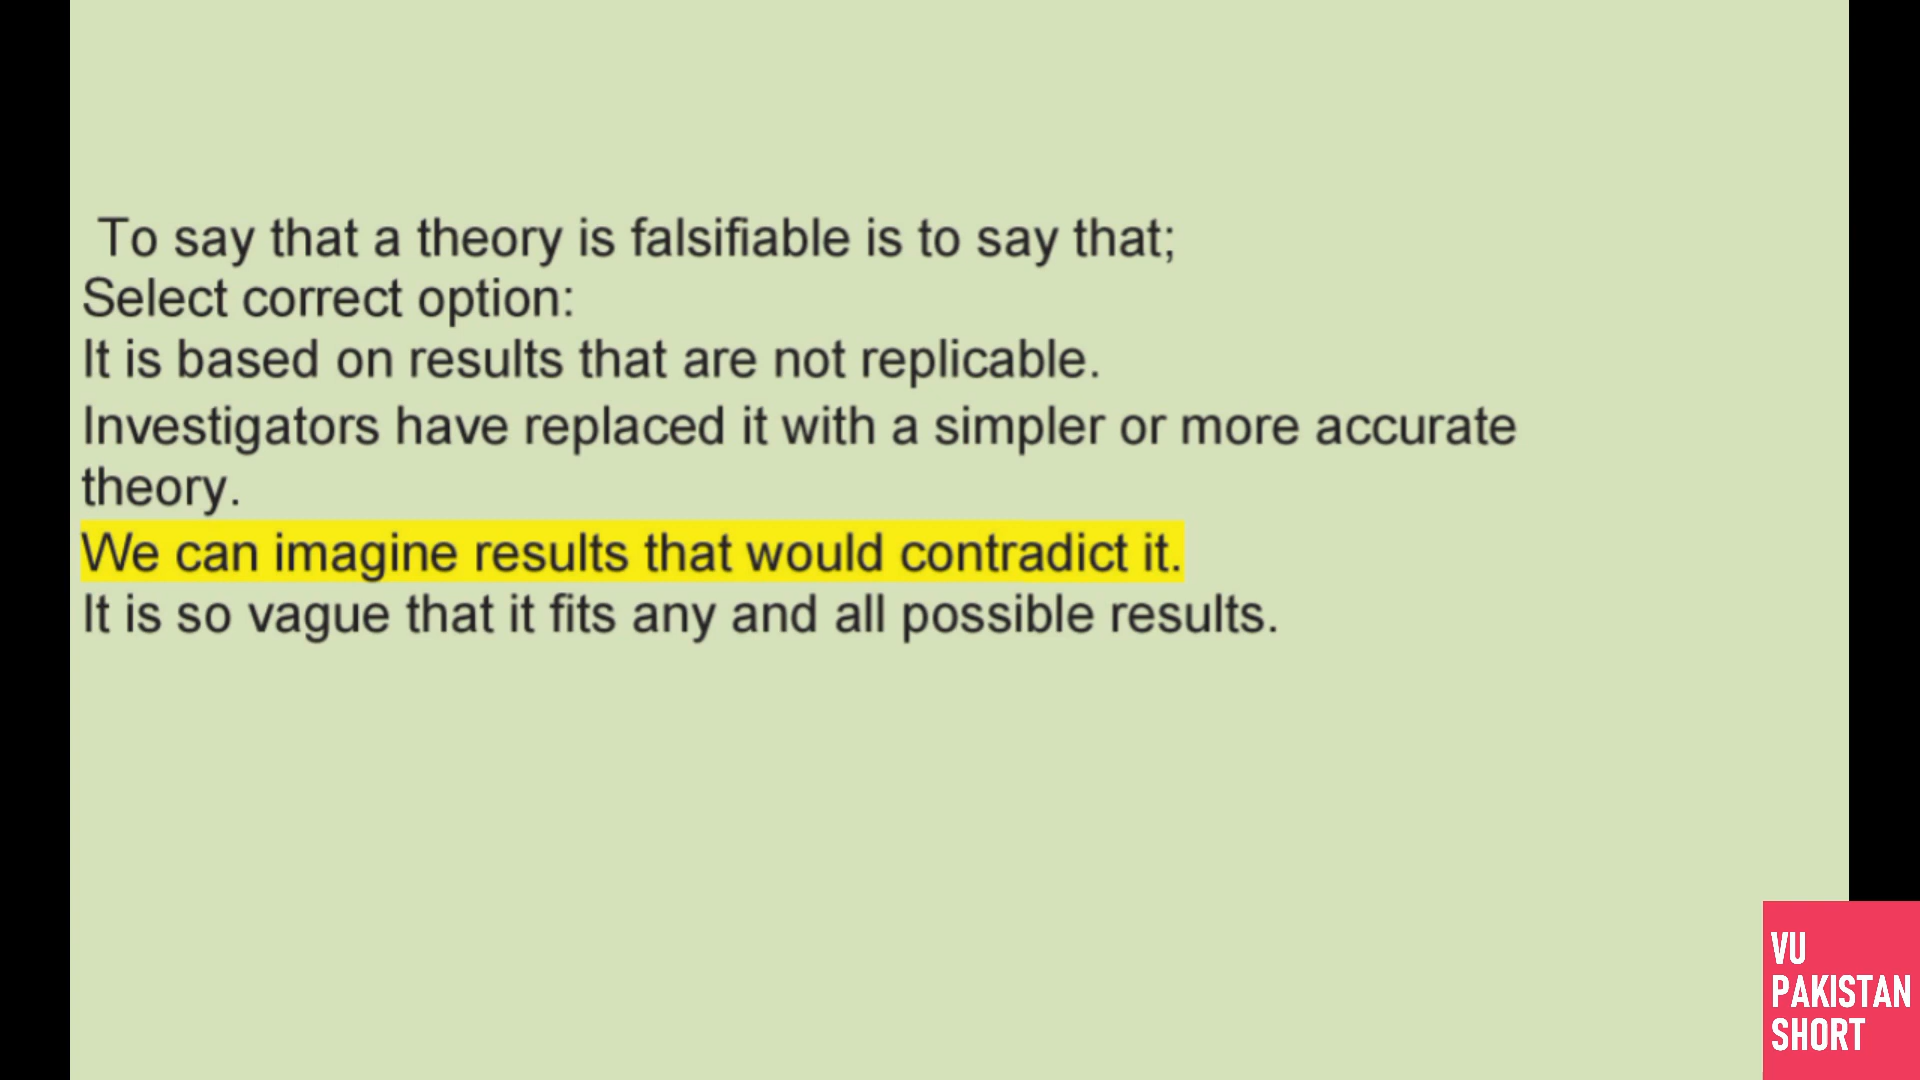 To say that a theory is falsifiable is to say that;
Select correct option:
It is based on results that are not replicable.
Investigators have replaced it with a simpler or more accurate
theory.
We can imagine results that would contradict it.
It is so vague that it fits any and all possible results.
VU
PAKISTAN
SHORT